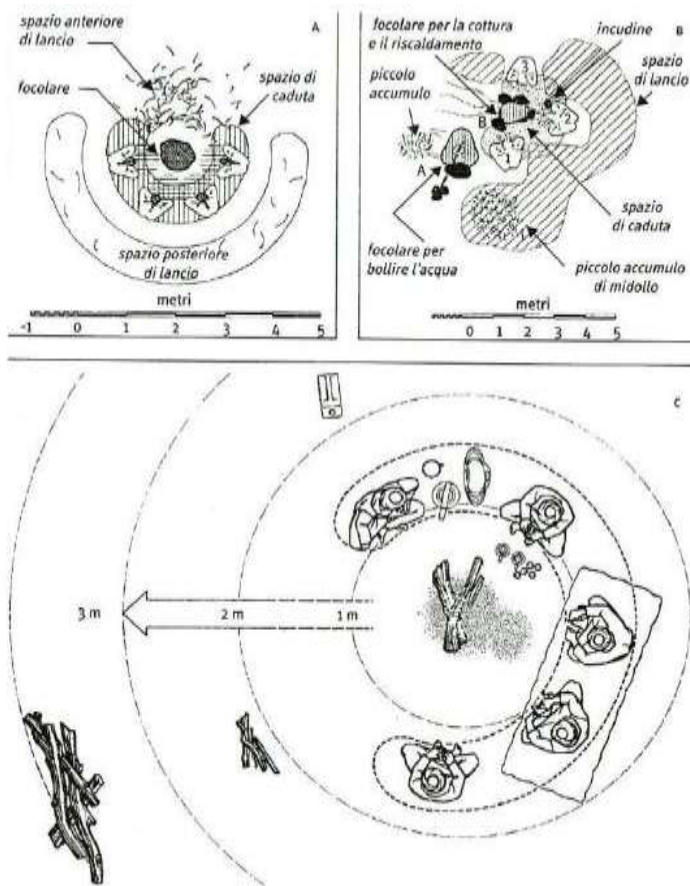 A
spazio anteriore
di lancio
focolare
spazio di
caduta
spazio posteriore
di lancio
metri
-1 0 1 2 3 4 5
B
focolare per la cottura
e il riscaldamento
incudine
piccolo
accumulo
spazio
di lancio
3
B
2
1
A
spazio
di caduta
focolare per
bollire l'acqua
piccolo accumulo
di midollo
metri
0 1 2 3 4 5
C
3 m
2 m
1 m